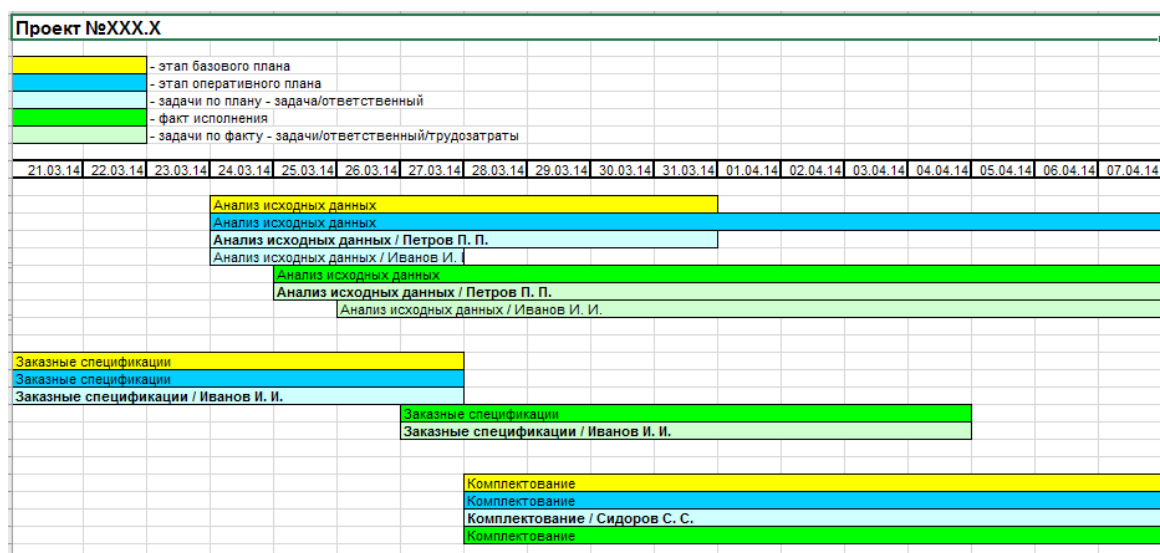 Проект №XXX.X
- этап базового плана
- этап оперативного плана
- задачи по плану - задача/ответственный
- факт исполнения
- задачи по факту - задачи/ответственный/трудозатраты
21.03.14 22.03.14 23.03.14 24.03.14 25.03.14 26.03.14 27.03.14 28.03.14 29.03.14 30.03.14 31.03.14 01.04.14 02.04.14 03.04.14 04.04.14 05.04.14 06.04.14 07.04.14
Анализ исходных данных
Анализ исходных данных
Анализ исходных данных / Петров П. П.
Анализ исходных данных / Иванов И.
Анализ исходных данных
Анализ исходных данных / Петров П. П.
Анализ исходных данных / Иванов И. И.
Заказные спецификации
Заказные спецификации
Заказные спецификации / Иванов И. И.
Заказные спецификации
Заказные спецификации / Иванов И. И.
Комплектование
Комплектование
Комплектование / Сидоров С. С.
Комплектование